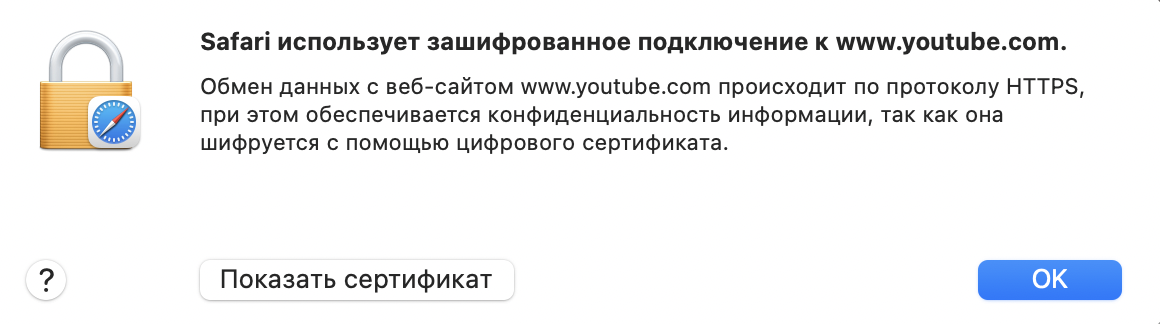 Safari использует зашифрованное подключение к www.youtube.com.
Обмен данных с веб-сайтом www.youtube.com происходит по протоколу HTTPS,
при этом обеспечивается конфиденциальность информации, так как она
шифруется с помощью цифрового сертификата.
?
Показать сертификат
OK